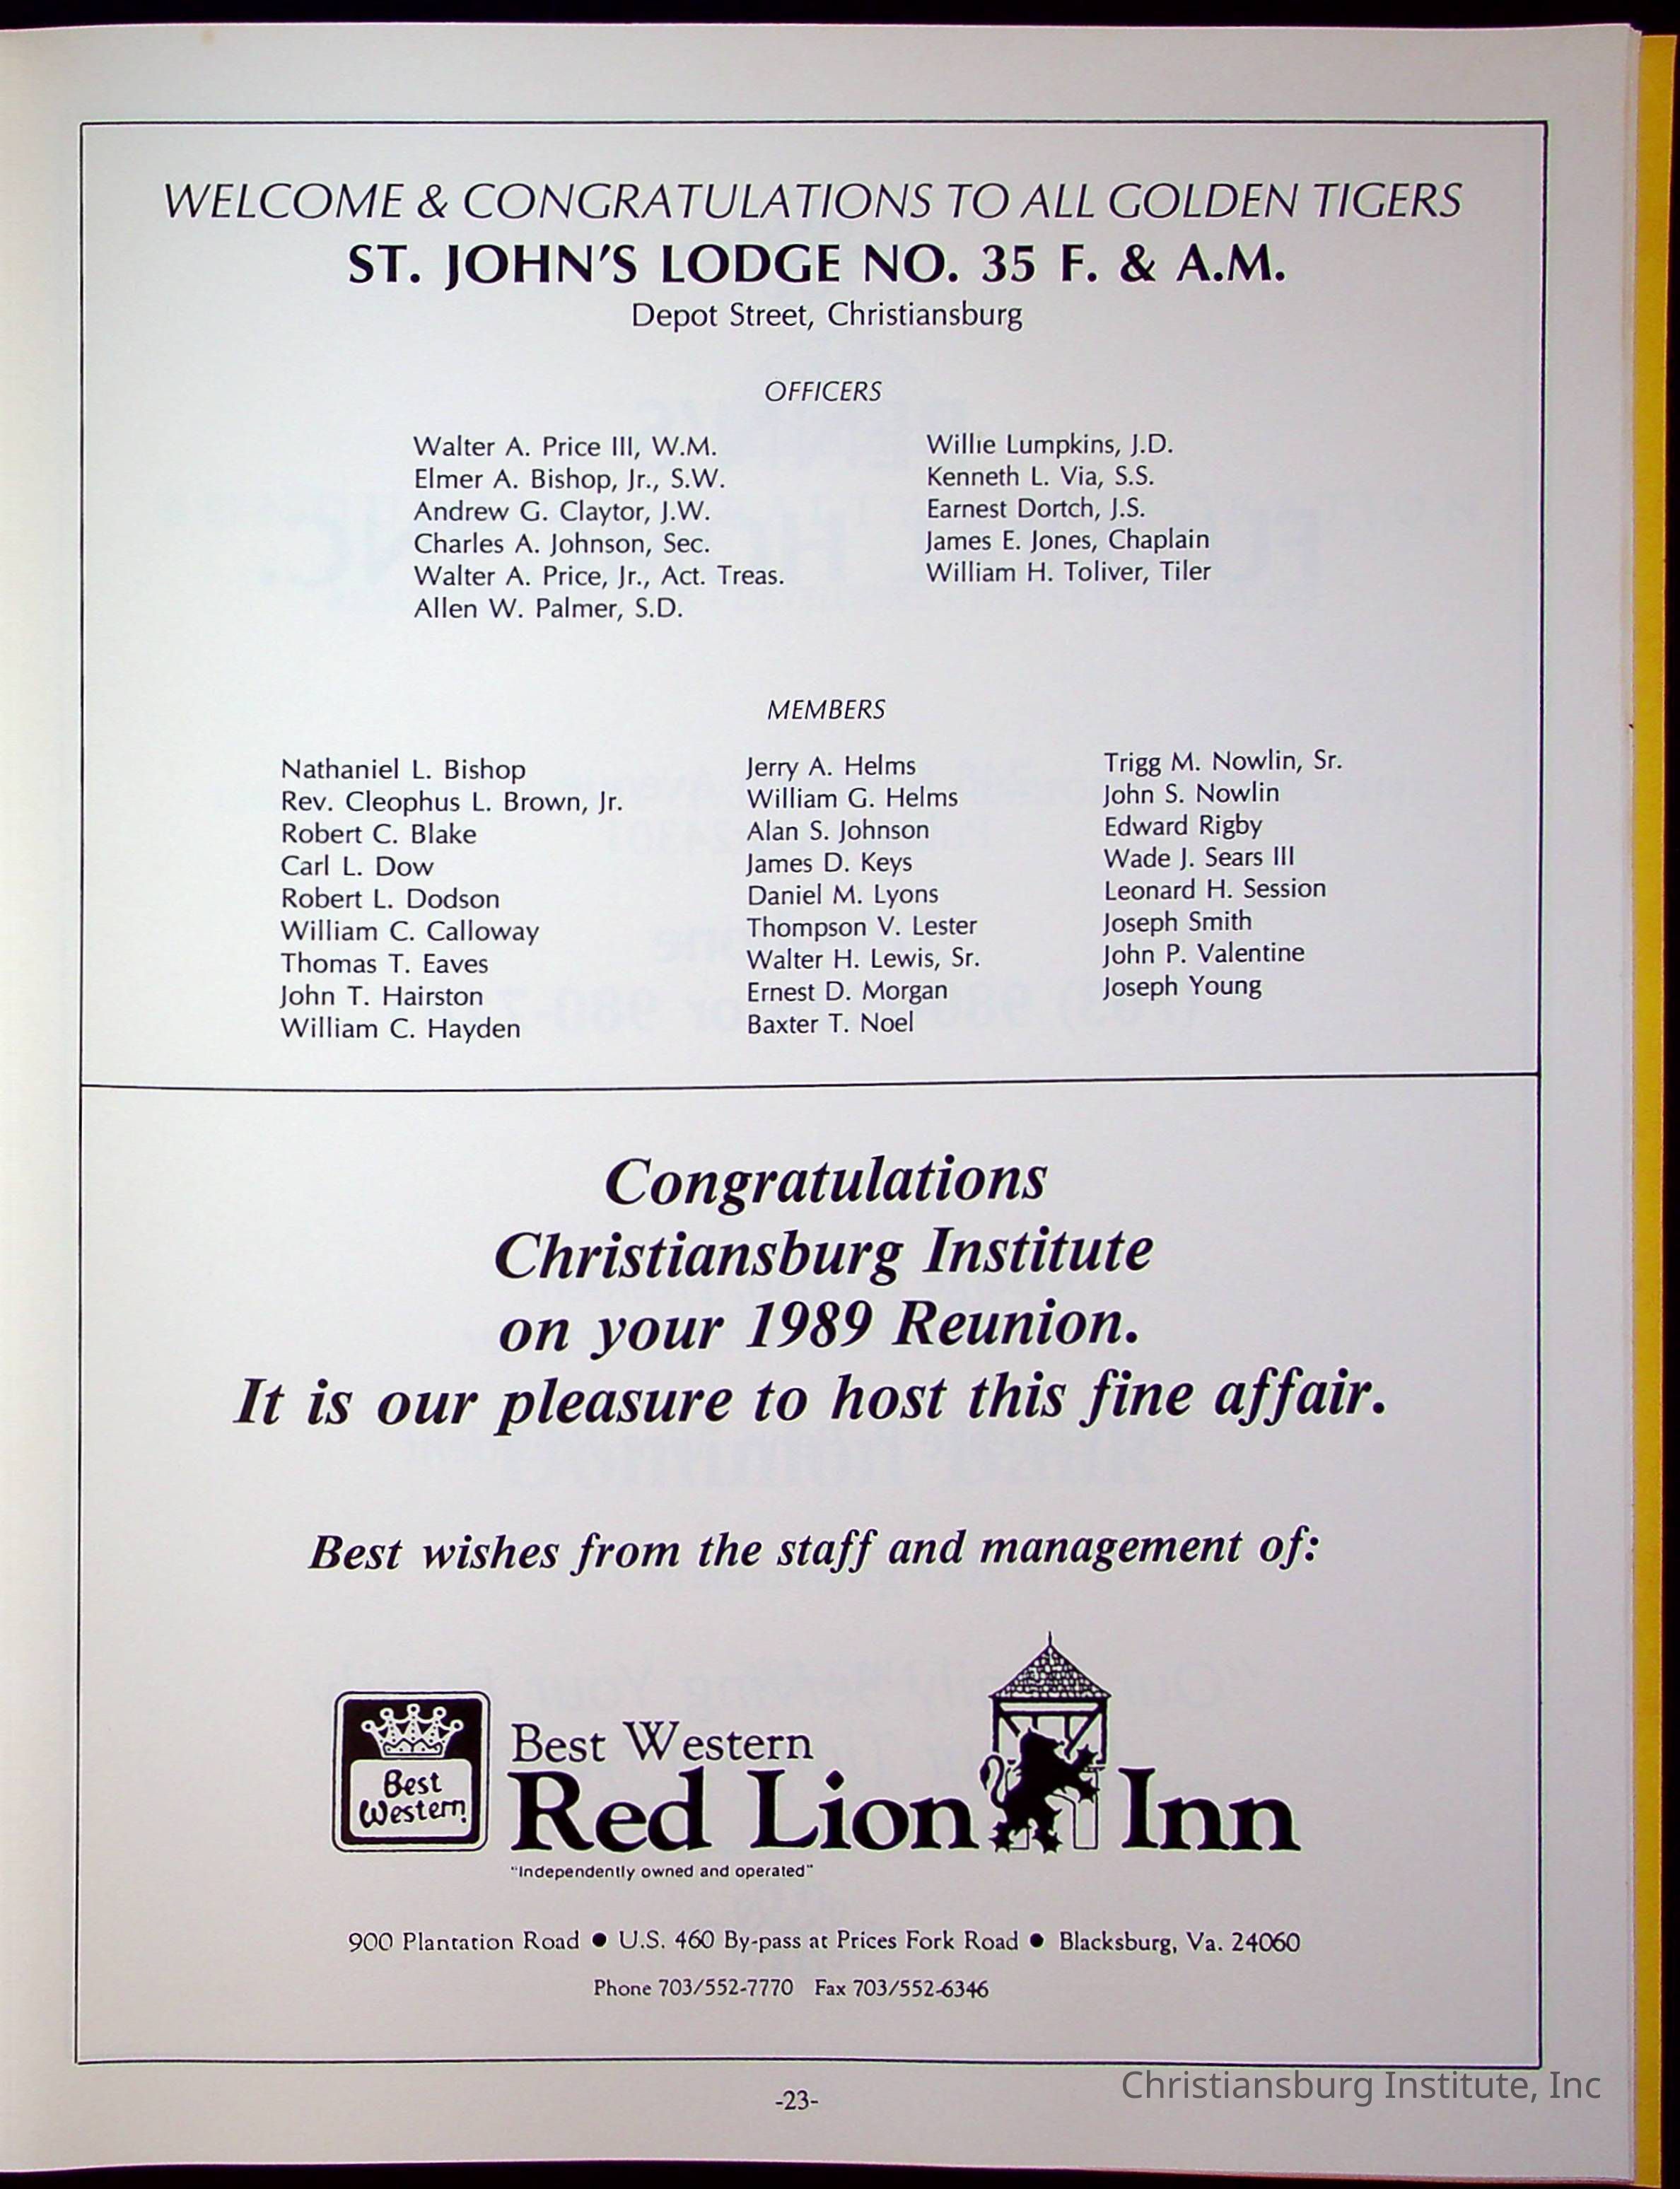 WELCOME & CONGRATULATIONS TO ALL GOLDEN TIGERS
ST. JOHN'S LODGE NO. 35 F. & A.M.
Depot Street, Christiansburg
OFFICERS
Walter A. Price III, W.M.
Elmer A. Bishop, Jr., S.W.
Andrew G. Claytor, J.W.
Charles A. Johnson, Sec.
Walter A. Price, Jr., Act. Treas.
Allen W. Palmer, S.D.
Willie Lumpkins, J.D.
Kenneth L. Via, S.S.
Earnest Dortch, J.S.
James E. Jones, Chaplain
William H. Toliver, Tiler
MEMBERS
Nathaniel L. Bishop
Rev. Cleophus L. Brown, Jr.
Robert C. Blake
Carl L. Dow
Robert L. Dodson
William C. Calloway
Thomas T. Eaves
John T. Hairston
William C. Hayden
Jerry A. Helms
William G. Helms
Alan S. Johnson
James D. Keys
Daniel M. Lyons
Thompson V. Lester
Walter H. Lewis, Sr.
Ernest D. Morgan
Baxter T. Noel
Trigg M. Nowlin, Sr.
John S. Nowlin
Edward Rigby
Wade J. Sears III
Leonard H. Session
Joseph Smith
John P. Valentine
Joseph Young
Congratulations
Christiansburg Institute
on your 1989 Reunion.
It is our pleasure to host this fine affair.
Best wishes from the staff and management of:
Best
Western
Best Western
Red Lion Inn
"Independently owned and operated"
900 Plantation Road ● U.S. 460 By-pass at Prices Fork Road ● Blacksburg, Va. 24060
Phone 703/552-7770 Fax 703/552-6346
-23-
Christiansburg Institute, Inc